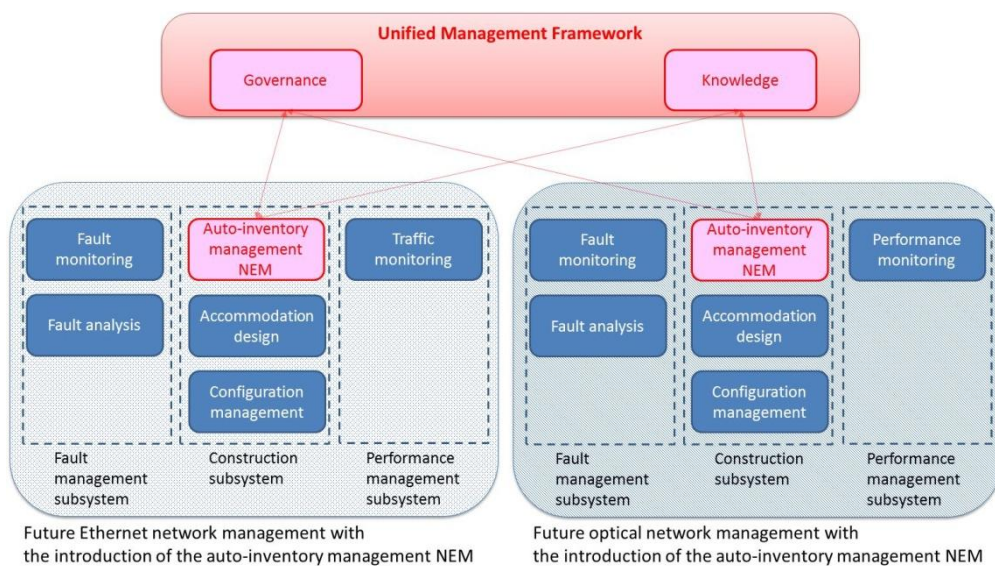 Unified Management Framework
Governance
Knowledge
Fault
monitoring
Fault analysis
Auto-inventory
management
NEM
Accommodation
design
Configuration
management
Traffic
monitoring
Fault
management
subsystem
Construction
subsystem
Performance
management
subsystem
Future Ethernet network management with
the introduction of the auto-inventory management NEM
Fault
monitoring
Fault analysis
Auto-inventory
management
NEM
Accommodation
design
Configuration
management
Performance
monitoring
Fault
management
subsystem
Construction
subsystem
Performance
management
subsystem
Future optical network management with
the introduction of the auto-inventory management NEM